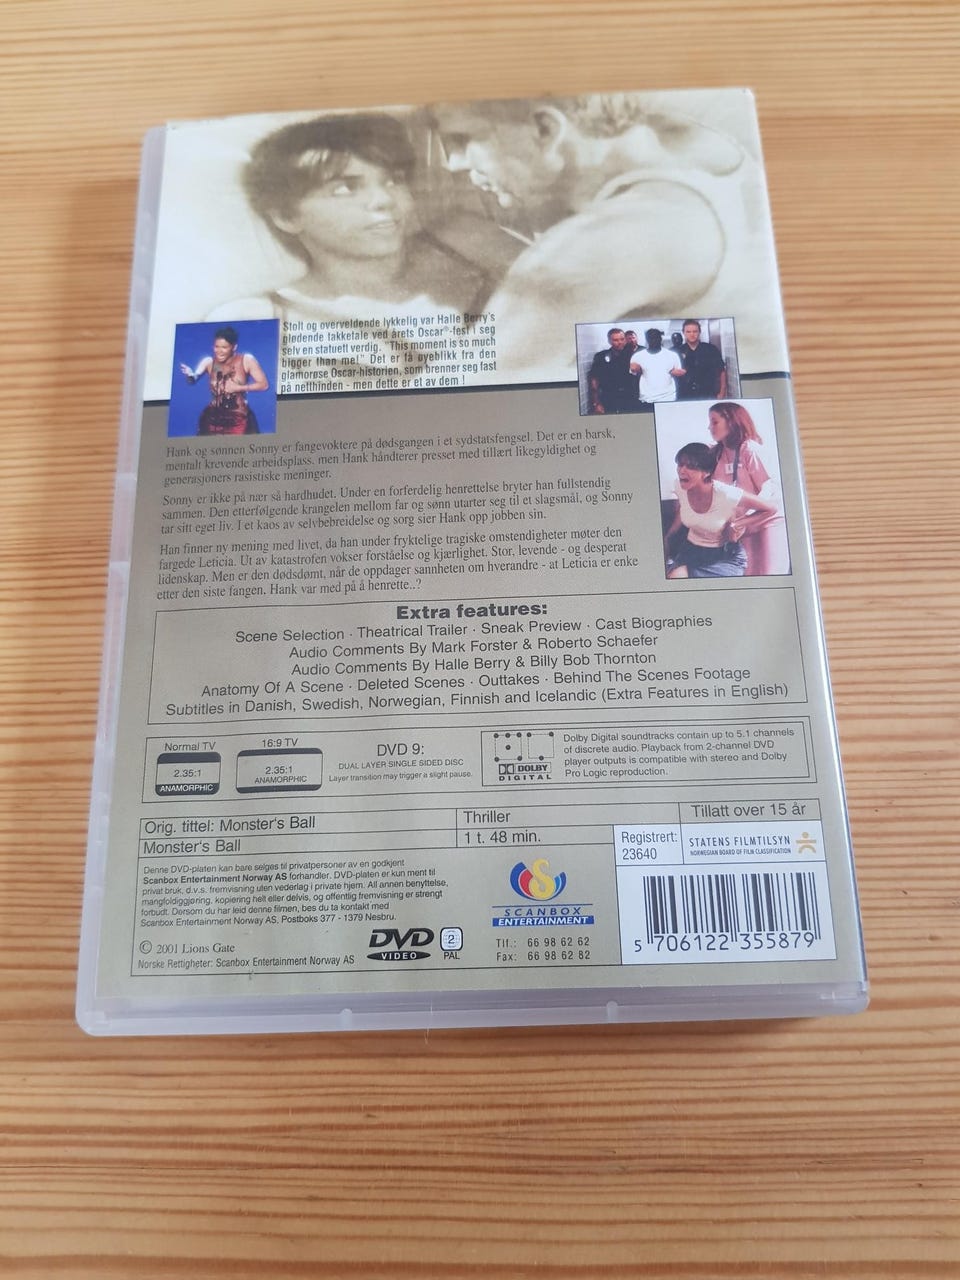 Stolt og overveldende lykkelig var Halle Berry's
glødende takketale ved årets Oscar®-fest i seg
selv en statuett verdig. "This moment is so much
bigger than me!" Det er få øyeblikk fra den
glamorøse Oscar-historien, som brenner seg fast
på netthinden - men dette er et av dem !
Hank og sønnen Sonny er fangevoktere på dødsgangen i et sydstatsfengsel. Det er en barsk,
mentalt krevende arbeidsplass, men Hank håndterer presset med tillært likegyldighet og
generasjoners rasistiske meninger.
Sonny er ikke på nær så hardhudet. Under en forferdelig henrettelse bryter han fullstendig
sammen. Den etterfølgende krangelen mellom far og sønn utarter seg til et slagsmål, og Sonny
tar sitt eget liv. I et kaos av selvbebreidelse og sorg sier Hank opp jobben sin.
Han finner ny mening med livet, da han under fryktelige tragiske omstendigheter møter den
fargede Leticia. Ut av katastrofen vokser forståelse og kjærlighet. Stor, levende - og desperat
lidenskap. Men er den dødsdømt, når de oppdager sannheten om hverandre - at Leticia er enke
etter den siste fangen, Hank var med på å henrette..?
Extra features:
Scene Selection · Theatrical Trailer · Sneak Preview · Cast Biographies
Audio Comments By Mark Forster & Roberto Schaefer
Audio Comments By Halle Berry & Billy Bob Thornton
Anatomy Of A Scene · Deleted Scenes · Outtakes · Behind The Scenes Footage
Subtitles in Danish, Swedish, Norwegian, Finnish and Icelandic (Extra Features in English)
Normal TV
2.35:1
ANAMORPHIC
16:9 TV
2.35:1
ANAMORPHIC
DVD 9:
DUAL LAYER SINGLE SIDED DISC
Layer transition may trigger a slight pause.
DOLBY
DIGITAL
Dolby Digital soundtracks contain up to 5.1 channels
of discrete audio. Playback from 2-channel DVD
player outputs is compatible with stereo and Dolby
Pro Logic reproduction.
Orig. tittel: Monster's Ball
Thriller
Tillatt over 15 år
Monster's Ball
1 t. 48 min.
Registrert:
23640
STATENS FILMTILSYN
NORWEGIAN BOARD OF FILM CLASSIFICATION
Denne DVD-platen kan bare selges til privatpersoner av en godkjent
Scanbox Entertainment Norway AS forhandler. DVD-platen er kun ment til
privat bruk, d.v.s. fremvisning uten vederlag i private hjem. All annen benyttelse,
mangfoldiggjøring, kopiering helt eller delvis, og offentlig fremvisning er strengt
forbudt. Dersom du har leid denne filmen, bes du ta kontakt med
Scanbox Entertainment Norway AS, Postboks 377 - 1379 Nesbru.
© 2001 Lions Gate
Norske Rettigheter: Scanbox Entertainment Norway AS
DVD
VIDEO
2
PAL
SCANBOX
ENTERTAINMENT
Tlf.: 66 98 62 62
Fax: 66 98 62 82
5 706122 355879